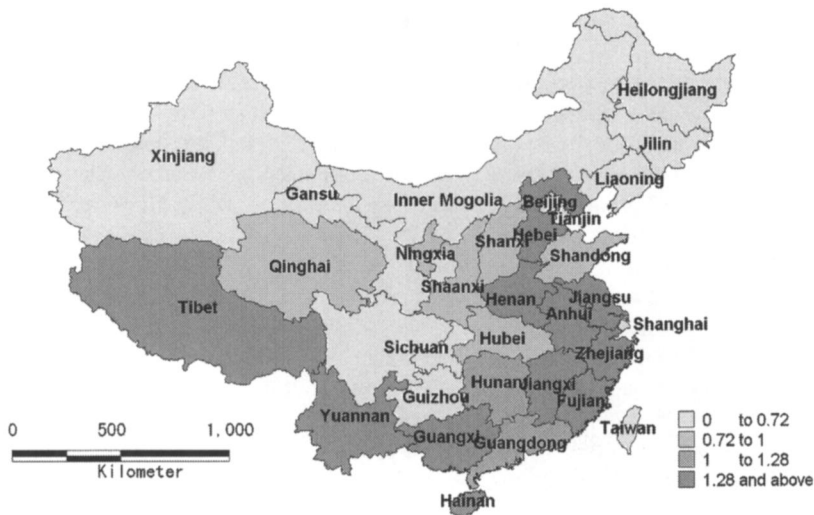 Heilongjiang
Jilin
Liaoning
Xinjiang
Gansu
Inner Mogolia
Beijing
Tianjin
Hebei
Ningxia
Shanxi
Shandong
Qinghai
Shaanxi
Tibet
Henan
Jiangsu
Anhui
Shanghai
Sichuan
Hubei
Zhejiang
Guizhou
Hunan
Jiangxi
Fujian
Yuannan
Guangxi
Guangdong
Taiwan
Hainan
0 500 1,000
Kilometer
0 to 0.72
0.72 to 1
1 to 1.28
1.28 and above